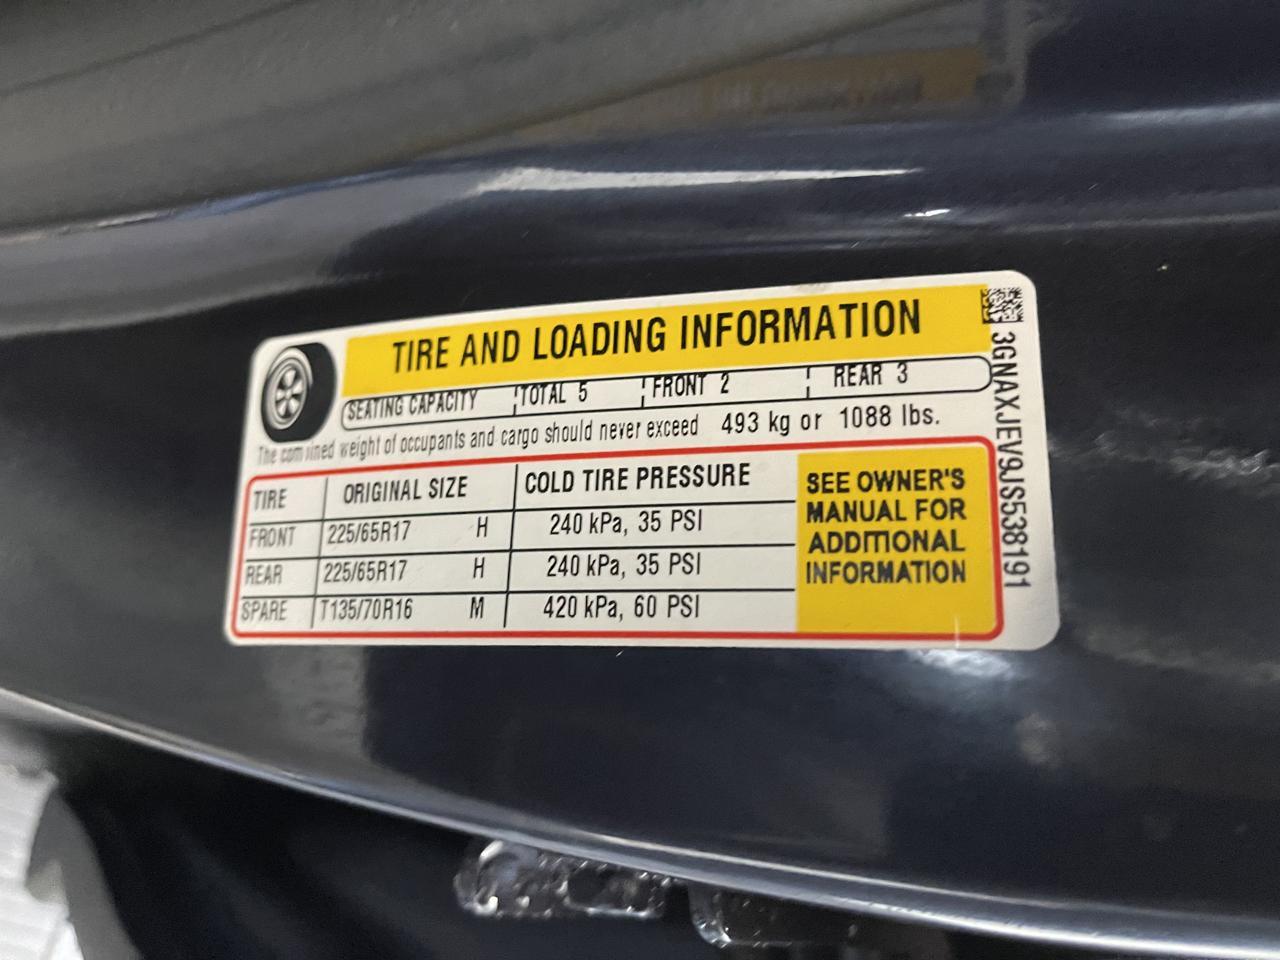 TIRE AND LOADING INFORMATION
SEATING CAPACITY TOTAL 5 FRONT 2 REAR 3
The combined weight of occupants and cargo should never exceed 493 kg or 1088 lbs.
TIRE ORIGINAL SIZE COLD TIRE PRESSURE
FRONT 225/65R17 H 240 kPa, 35 PSI
REAR 225/65R17 H 240 kPa, 35 PSI
SPARE T135/70R16 M 420 kPa, 60 PSI
SEE OWNER'S
MANUAL FOR
ADDITIONAL
INFORMATION
3GNAXJEV9JS538191